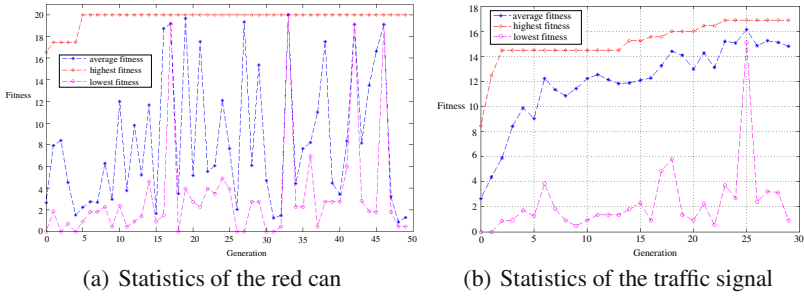 20
18
16
14
12
10
8
6
4
2
0
Fitness
average fitness
highest fitness
lowest fitness
0 5 10 15 20 25 30 35 40 45 50
Generation
(a) Statistics of the red can
18
16
14
12
10
8
6
4
2
0
Fitness
average fitness
highest fitness
lowest fitness
0 5 10 15 20 25 30
Generation
(b) Statistics of the traffic signal